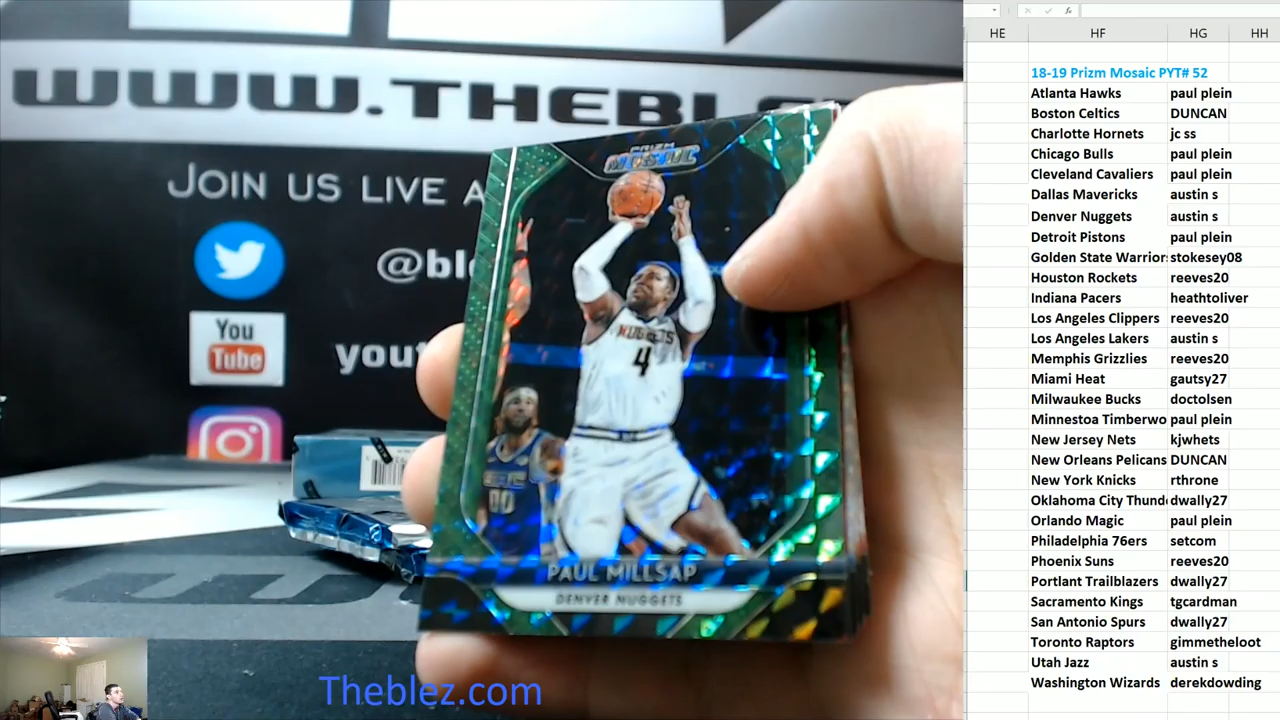 WWW.THEBLE
JOIN US LIVE A
@ble
You
Tube
yout
PRIZM
MOSAIC
NUGGETS
4
00
PAUL MILLSAP
DENVER NUGGETS
Theblez.com
HE HF HG HH
18-19 Prizm Mosaic PYT# 52
Atlanta Hawks paul plein
Boston Celtics DUNCAN
Charlotte Hornets jc ss
Chicago Bulls paul plein
Cleveland Cavaliers paul plein
Dallas Mavericks austin s
Denver Nuggets austin s
Detroit Pistons paul plein
Golden State Warriors stokesey08
Houston Rockets reeves20
Indiana Pacers heathtoliver
Los Angeles Clippers reeves20
Los Angeles Lakers austin s
Memphis Grizzlies reeves20
Miami Heat gautsy27
Milwaukee Bucks doctolsen
Minnestoa Timberwo paul plein
New Jersey Nets kjwhets
New Orleans Pelicans DUNCAN
New York Knicks rthrone
Oklahoma City Thund dwally27
Orlando Magic paul plein
Philadelphia 76ers setcom
Phoenix Suns reeves20
Portlant Trailblazers dwally27
Sacramento Kings tgcardman
San Antonio Spurs dwally27
Toronto Raptors gimmetheloot
Utah Jazz austin s
Washington Wizards derekdowding